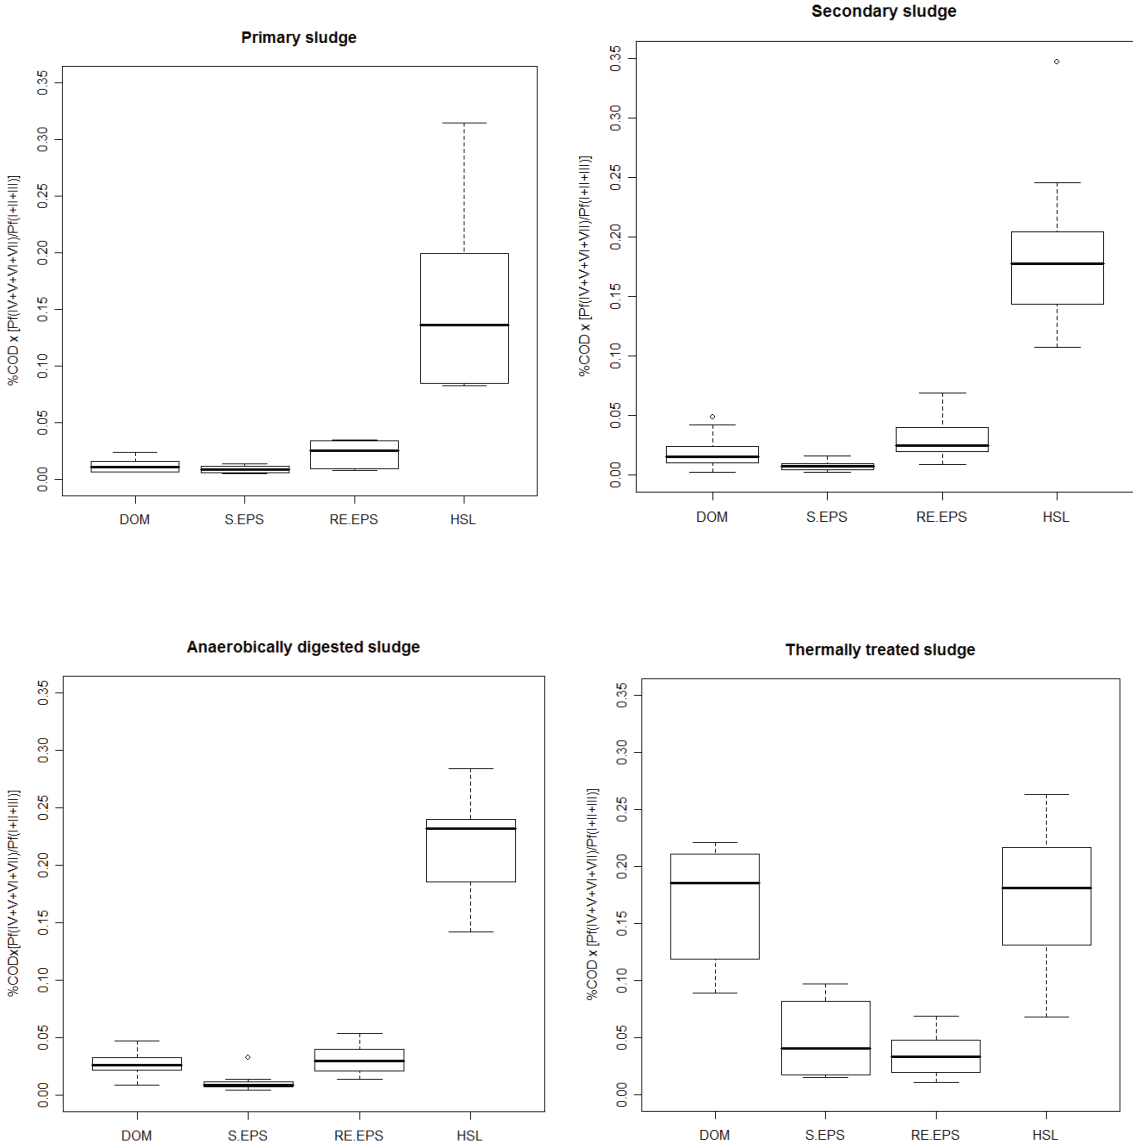 Primary sludge
%COD x [Pf(IV+V+VI+VII)/Pf(I+II+III)]
0.35
0.30
0.25
0.20
0.15
0.10
0.05
0.00
DOM S.EPS RE.EPS HSL
Secondary sludge
%COD x [Pf(IV+V+VI+VII)/Pf(I+II+III)]
0.35
0.30
0.25
0.20
0.15
0.10
0.05
0.00
DOM S.EPS RE.EPS HSL
Anaerobically digested sludge
%CODx[Pf(IV+V+VI+VII)/Pf(I+II+III)]
0.35
0.30
0.25
0.20
0.15
0.10
0.05
0.00
DOM S.EPS RE.EPS HSL
Thermally treated sludge
%COD x [Pf(IV+V+VI+VII)/Pf(I+II+III)]
0.35
0.30
0.25
0.20
0.15
0.10
0.05
0.00
DOM S.EPS RE.EPS HSL